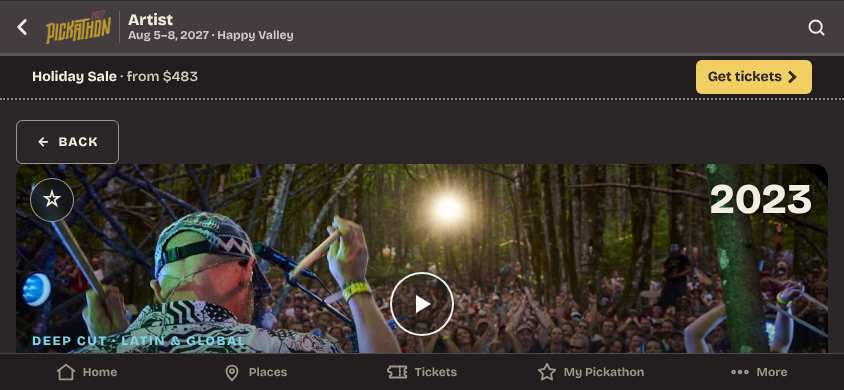 PICKATHON
Artist
Aug 5–8, 2027 · Happy Valley
Holiday Sale · from $483
Get tickets
BACK
2023
DEEP CUT · LATIN & GLOBAL
Home
Places
Tickets
My Pickathon
More